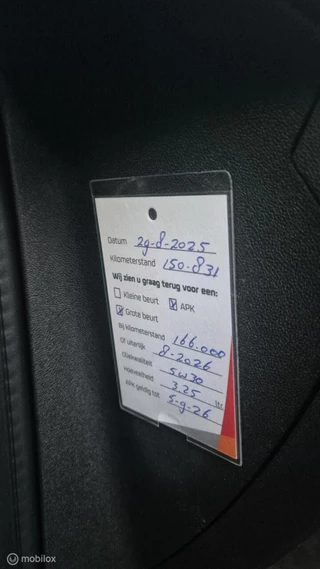 Datum 29-8-2025
Kilometerstand 150.831
Wij zien u graag terug voor een:
Kleine beurt APK
Grote beurt
Bij kilometerstand 166.000
Of uiterlijk 8-2026
Oliekwaliteit 5W30
Hoeveelheid 3.25 ltr
APK geldig tot 5-9-26
mobilox